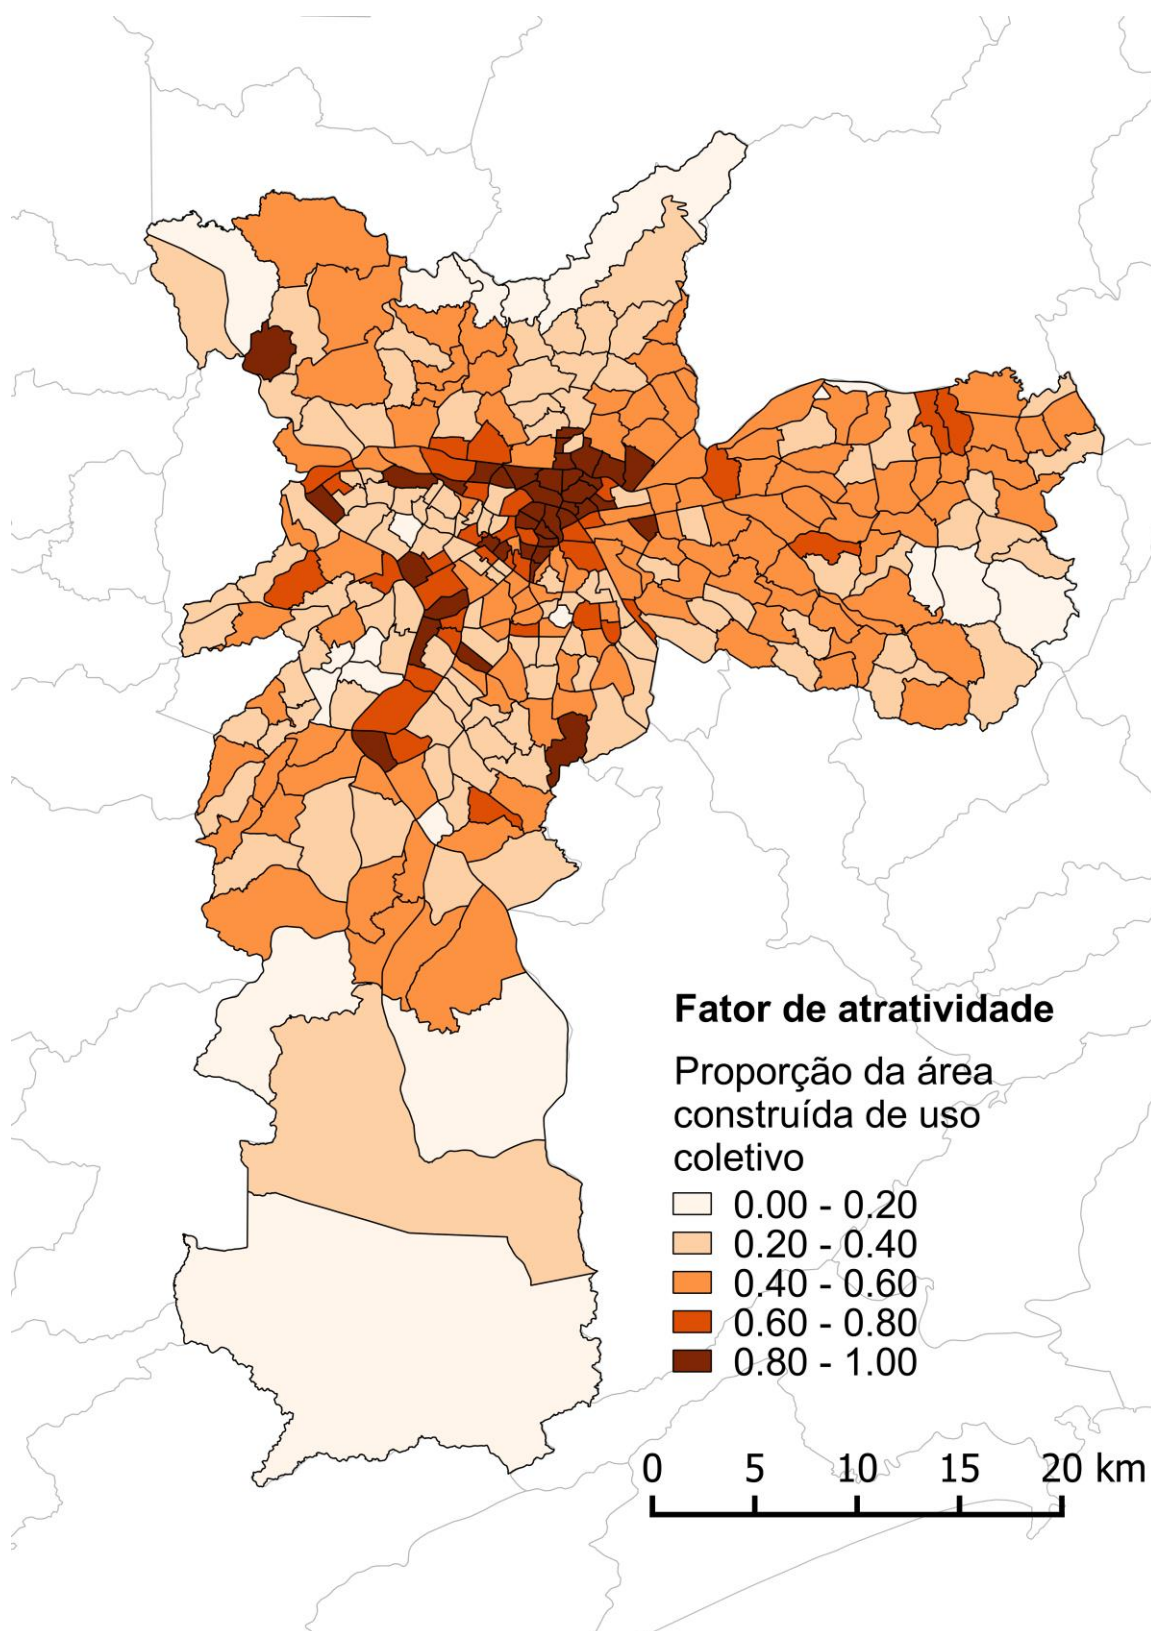 Fator de atratividade
Proporção da área
construída de uso
coletivo
0.00 - 0.20
0.20 - 0.40
0.40 - 0.60
0.60 - 0.80
0.80 - 1.00
0 5 10 15 20 km